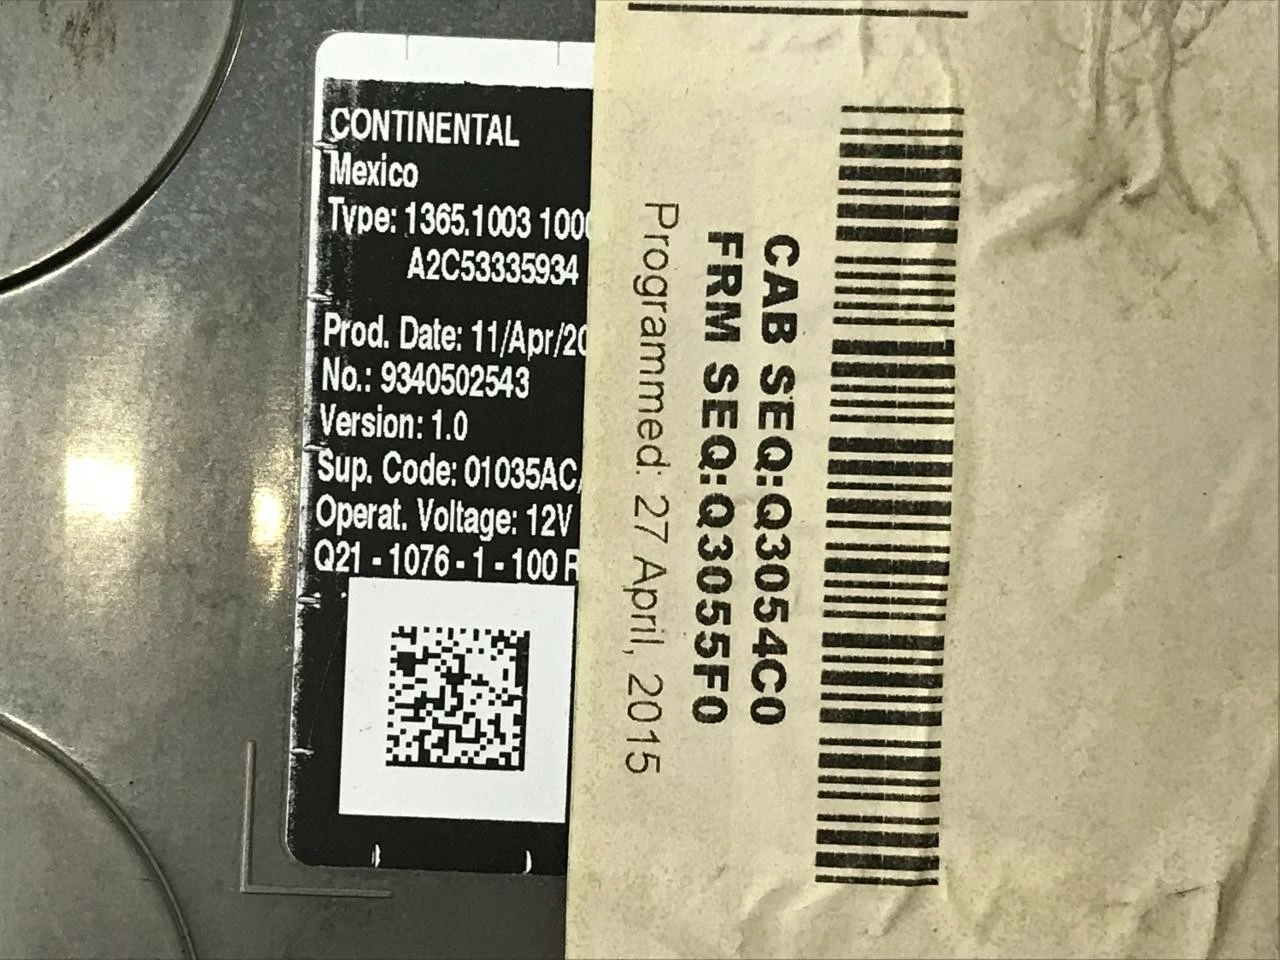 CONTINENTAL
Mexico
Type: 1365.1003 100
A2C53335934
Prod. Date: 11/Apr/20
No.: 9340502543
Version: 1.0
Sup. Code: 01035AC
Operat. Voltage: 12V
Q21 - 1076 - 1 - 100 R
CAB SEQ:Q3054C0
FRM SEQ:Q3055F0
Programmed: 27 April, 2015